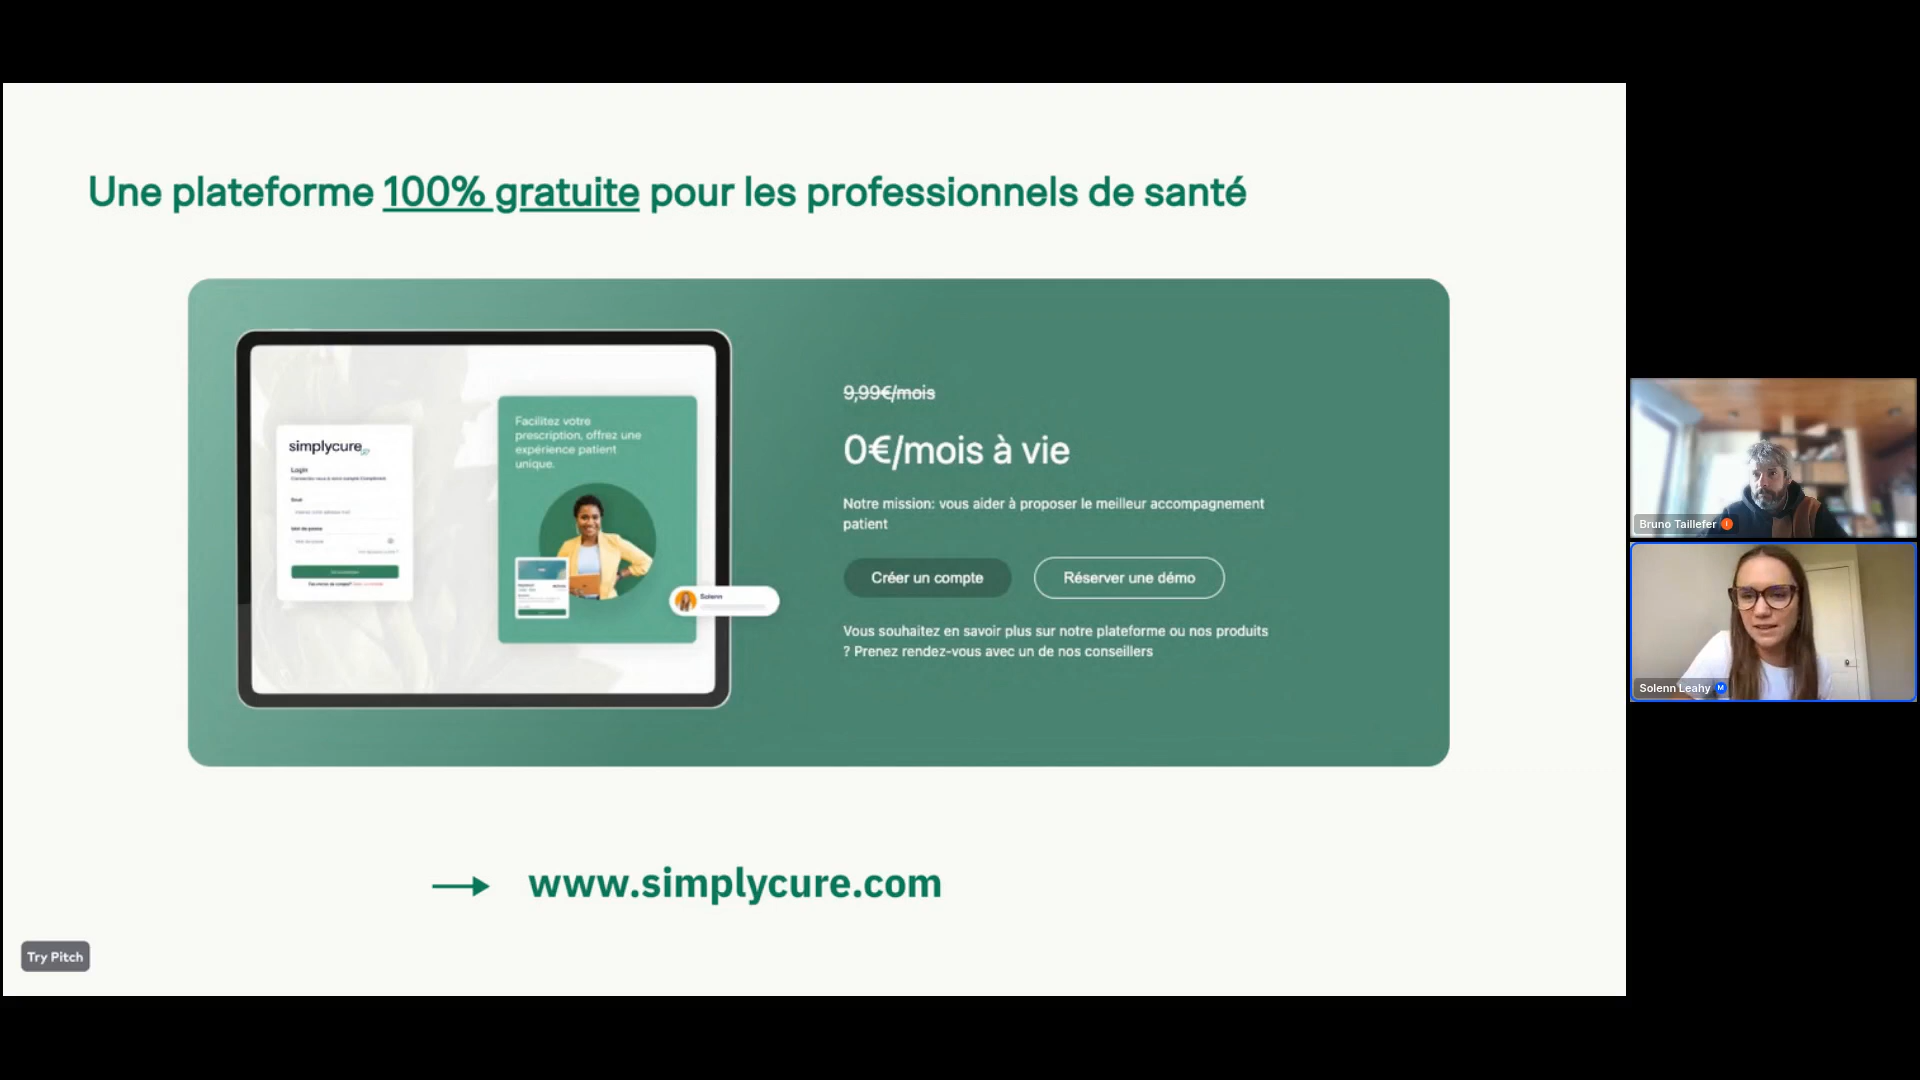 Une plateforme 100% gratuite pour les professionnels de santé
simplycure
Login
Facilitez votre
prescription, offrez une
expérience patient
unique.
Solenn
9,99€/mois
0€/mois à vie
Notre mission: vous aider à proposer le meilleur accompagnement
patient
Créer un compte
Réserver une démo
Vous souhaitez en savoir plus sur notre plateforme ou nos produits
? Prenez rendez-vous avec un de nos conseillers
www.simplycure.com
Try Pitch
Bruno Taillefer
Solenn Leahy M